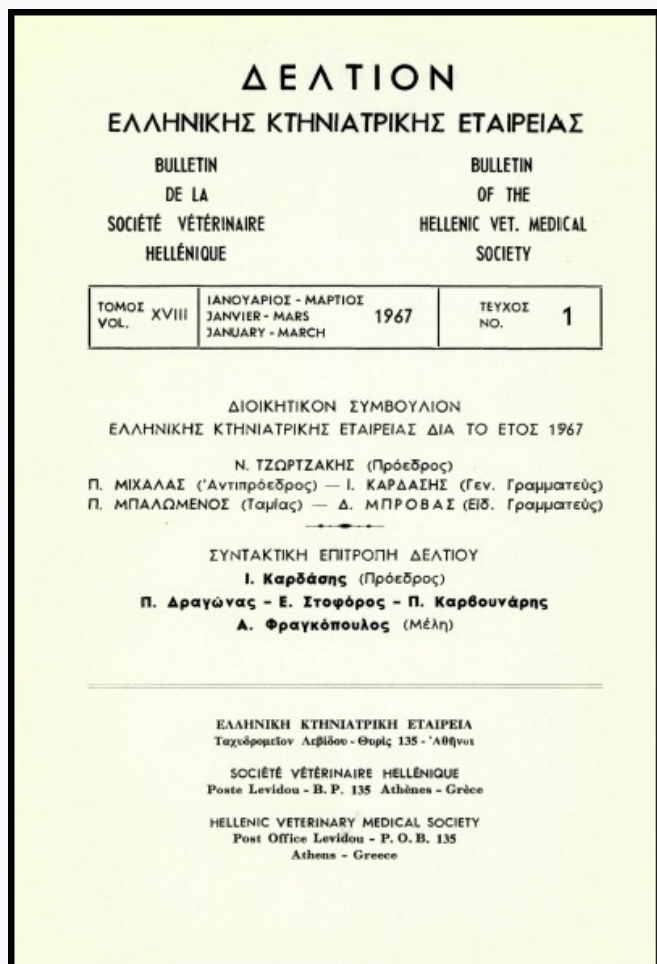 ΔΕΛΤΙΟΝ
ΕΛΛΗΝΙΚΗΣ ΚΤΗΝΙΑΤΡΙΚΗΣ ΕΤΑΙΡΕΙΑΣ
BULLETIN
DE LA
SOCIÉTÉ VÉTÉRINAIRE
HELLÉNIQUE
BULLETIN
OF THE
HELLENIC VET. MEDICAL
SOCIETY
ΤΟΜΟΣ
VOL. XVIII
ΙΑΝΟΥΑΡΙΟΣ - ΜΑΡΤΙΟΣ
JANVIER - MARS
JANUARY - MARCH
1967
ΤΕΥΧΟΣ
NO. 1
ΔΙΟΙΚΗΤΙΚΟΝ ΣΥΜΒΟΥΛΙΟΝ
ΕΛΛΗΝΙΚΗΣ ΚΤΗΝΙΑΤΡΙΚΗΣ ΕΤΑΙΡΕΙΑΣ ΔΙΑ ΤΟ ΕΤΟΣ 1967
Ν. ΤΖΩΡΤΖΑΚΗΣ (Πρόεδρος)
Π. ΜΙΧΑΛΑΣ (Ἀντιπρόεδρος) — Ι. ΚΑΡΔΑΣΗΣ (Γεν. Γραμματεὺς)
Π. ΜΠΑΛΩΜΕΝΟΣ (Ταμίας) — Δ. ΜΠΡΟΒΑΣ (Εἰδ. Γραμματεὺς)
ΣΥΝΤΑΚΤΙΚΗ ΕΠΙΤΡΟΠΗ ΔΕΛΤΙΟΥ
Ι. Καρδάσης (Πρόεδρος)
Π. Δραγώνας - Ε. Στοφόρος - Π. Καρβουνάρης
Α. Φραγκόπουλος (Μέλη)
ΕΛΛΗΝΙΚΗ ΚΤΗΝΙΑΤΡΙΚΗ ΕΤΑΙΡΕΙΑ
Ταχυδρομεῖον Λεβίδου - Θυρὶς 135 - Ἀθῆναι
SOCIÉTÉ VÉTÉRINAIRE HELLÉNIQUE
Poste Levidou - B. P. 135 Athènes - Grèce
HELLENIC VETERINARY MEDICAL SOCIETY
Post Office Levidou - P. O. B. 135
Athens - Greece